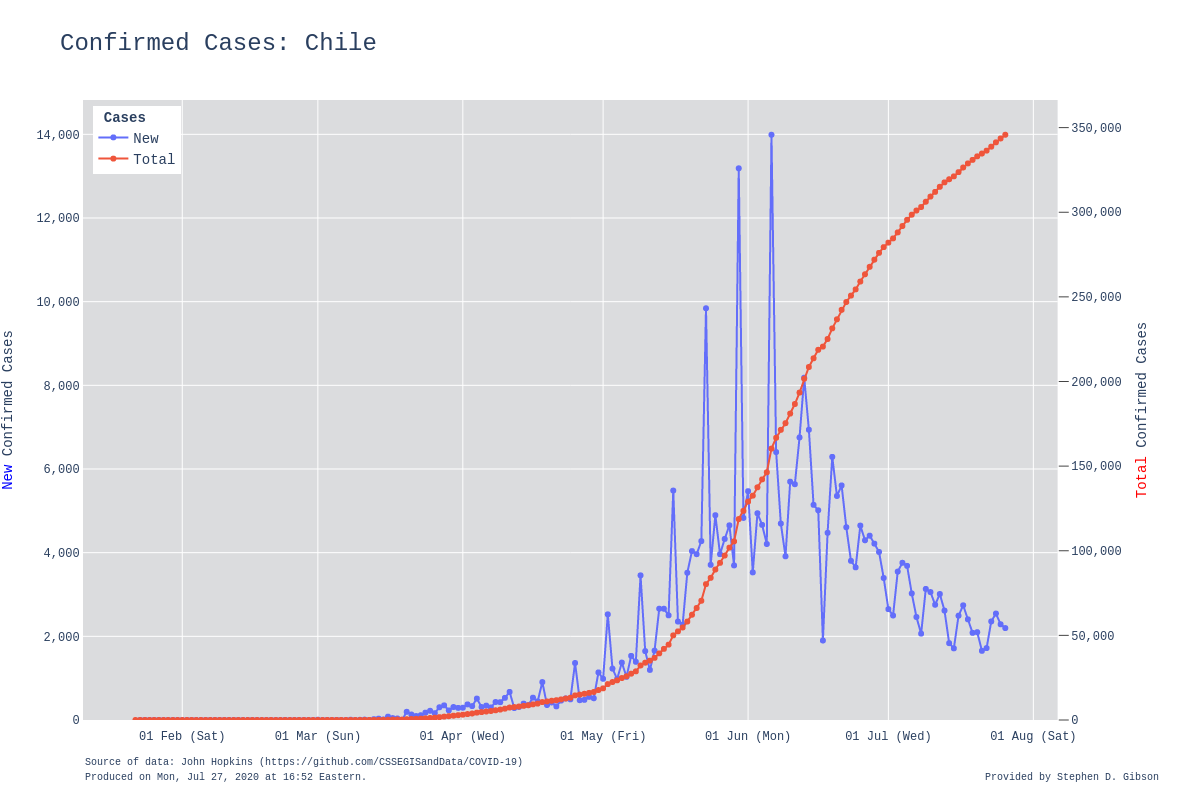 Confirmed Cases: Chile
Cases
New
Total
14,000
12,000
10,000
8,000
6,000
4,000
2,000
0
350,000
300,000
250,000
200,000
150,000
100,000
50,000
0
New Confirmed Cases
Total Confirmed Cases
01 Feb (Sat)
01 Mar (Sun)
01 Apr (Wed)
01 May (Fri)
01 Jun (Mon)
01 Jul (Wed)
01 Aug (Sat)
Source of data: John Hopkins (https://github.com/CSSEGISandData/COVID-19)
Produced on Mon, Jul 27, 2020 at 16:52 Eastern.
Provided by Stephen D. Gibson